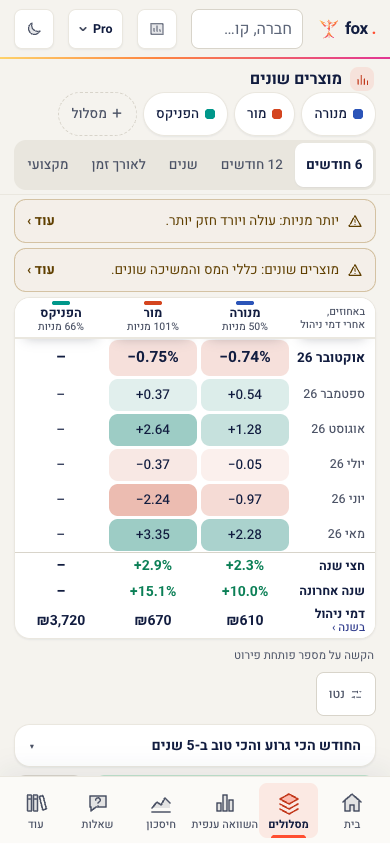 fox .
חברה, קו...
Pro
מוצרים שונים
מנורה
מור
הפניקס
+ מסלול
6 חודשים
12 חודשים
שנים
לאורך זמן
מקצועי
יותר מניות: עולה ויורד חזק יותר.
עוד ›
מוצרים שונים: כללי המס והמשיכה שונים.
עוד ›
באחוזים, אחרי דמי ניהול
מנורה 50% מניות
מור 101% מניות
הפניקס 66% מניות
אוקטובר 26 −0.74% −0.75% –
ספטמבר 26 +0.54 +0.37 –
אוגוסט 26 +1.28 +2.64 –
יולי 26 −0.05 −0.37 –
יוני 26 −0.97 −2.24 –
מאי 26 +2.28 +3.35 –
חצי שנה +2.3% +2.9% –
שנה אחרונה +10.0% +15.1% –
דמי ניהול בשנה › ₪610 ₪670 ₪3,720
הקשה על מספר פותחת פירוט
נטו
החודש הכי גרוע והכי טוב ב-5 שנים
בית
מסלולים
השוואה ענפית
חיסכון
שאלות
עוד